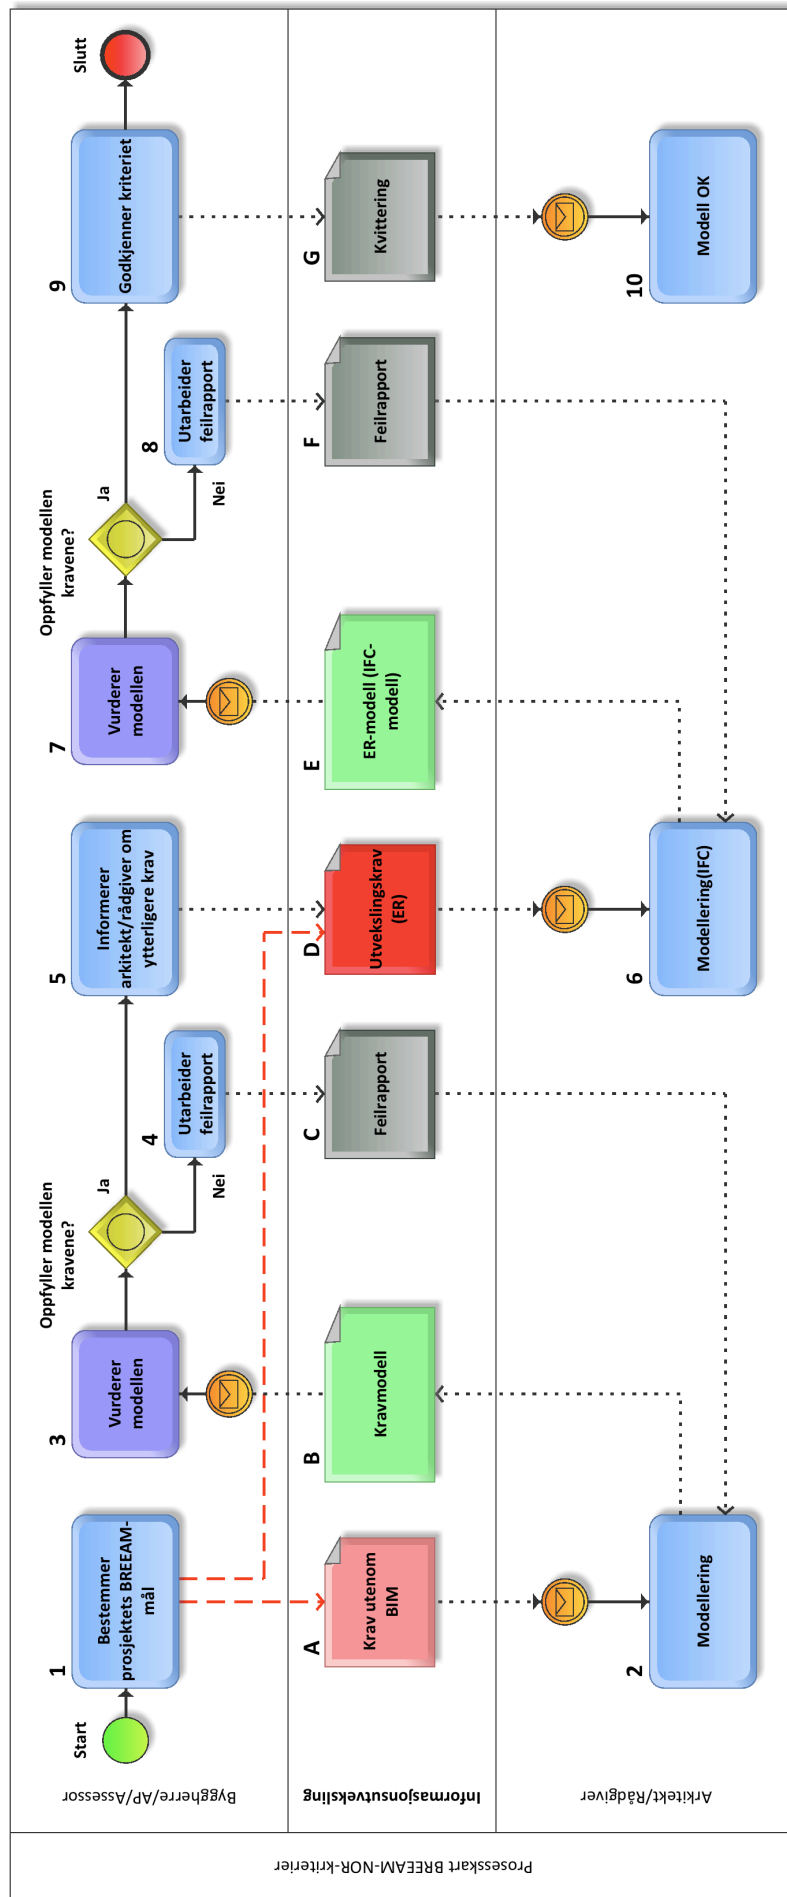 Prosesskart BREEAM-NOR-kriterier
Byggherre/AP/Assessor
Start
1
Bestemmer
prosjektets BREEAM-
mål
3
Vurderer
modellen
Oppfyller modellen
kravene?
Ja
Nei
4
Utarbeider
feilrapport
5
Informerer
arkitekt/rådgiver om
ytterligere krav
7
Vurderer
modellen
Oppfyller modellen
kravene?
Ja
Nei
8
Utarbeider
feilrapport
9
Godkjenner kriteriet
Slutt
Informasjonsutveksling
A
Krav utenom
BIM
B
Kravmodell
C
Feilrapport
D
Utvekslingskrav
(ER)
E
ER-modell (IFC-
modell)
F
Feilrapport
G
Kvittering
Arkitekt/Rådgiver
2
Modellering
6
Modellering(IFC)
10
Modell OK